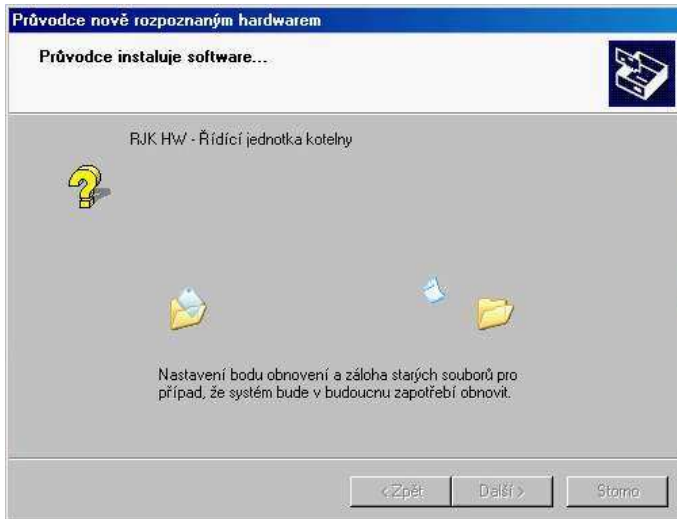 Průvodce nově rozpoznaným hardwarem
Průvodce instaluje software...
RJK HW - Řídící jednotka kotelny
Nastavení bodu obnovení a záloha starých souborů pro
případ, že systém bude v budoucnu zapotřebí obnovit.
< Zpět
Další >
Storno